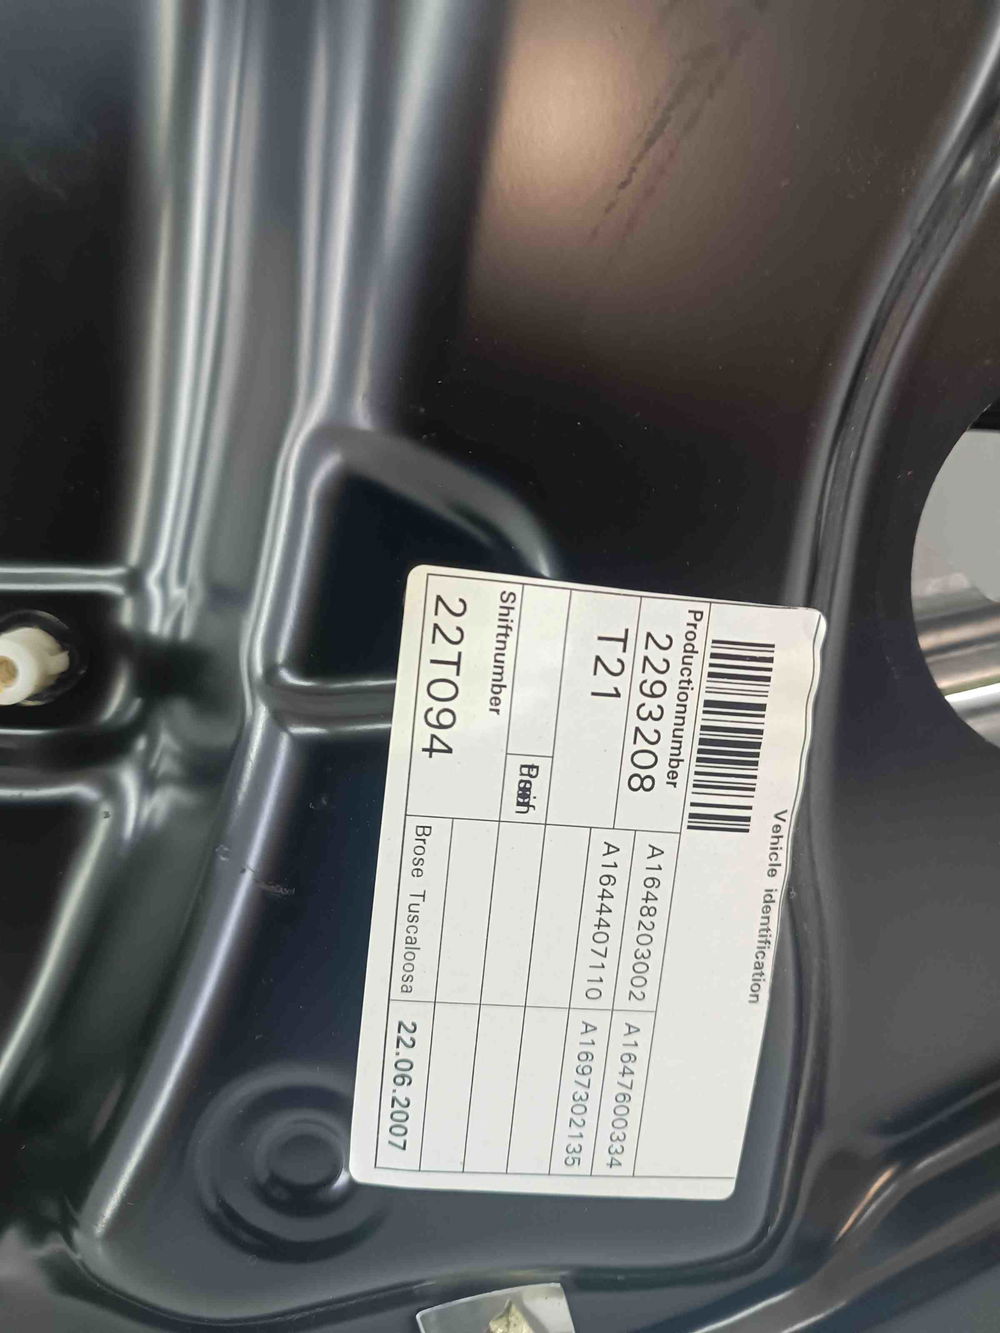 Vehicle identification
Productionnumber
2293208
T21
A1648203002 A1647600334
A1644407110 A1697302135
Shiftnumber
22T094
Brose Tuscaloosa 22.06.2007